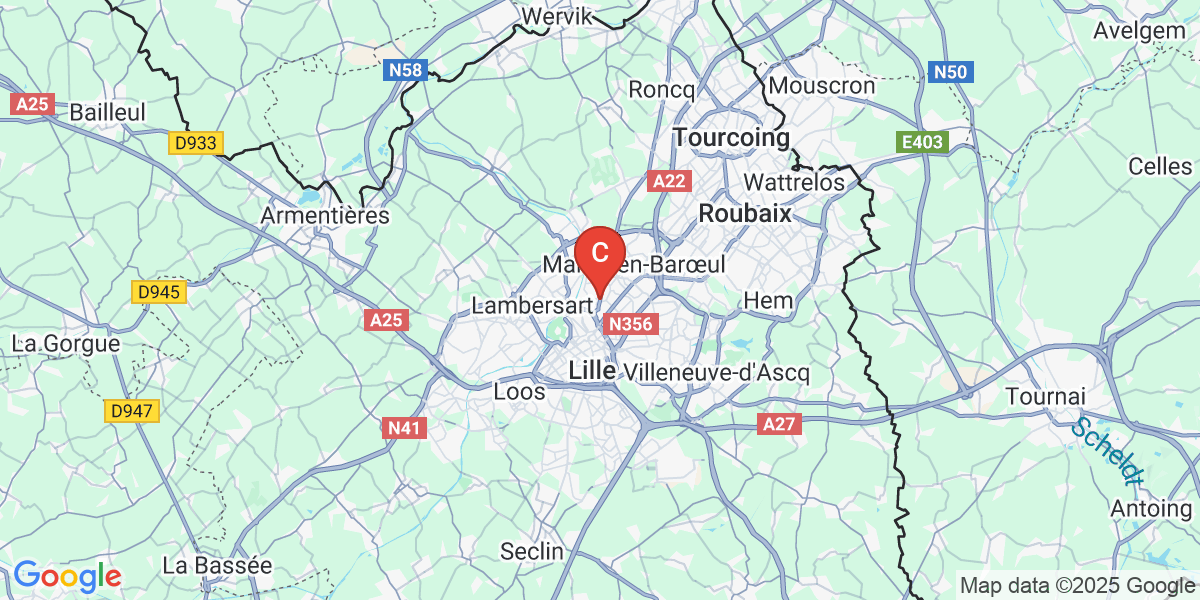 Wervik
Avelgem
N58
N50
Roncq
Mouscron
A25
Bailleul
Tourcoing
D933
E403
Celles
A22
Wattrelos
Armentières
Roubaix
C
Mar
en-Barœul
D945
Lambersart
Hem
A25
N356
La Gorgue
Lille
Villeneuve-d'Ascq
Loos
Tournai
D947
N41
A27
Scheldt
Antoing
Seclin
La Bassée
Google
Map data ©2025 Google